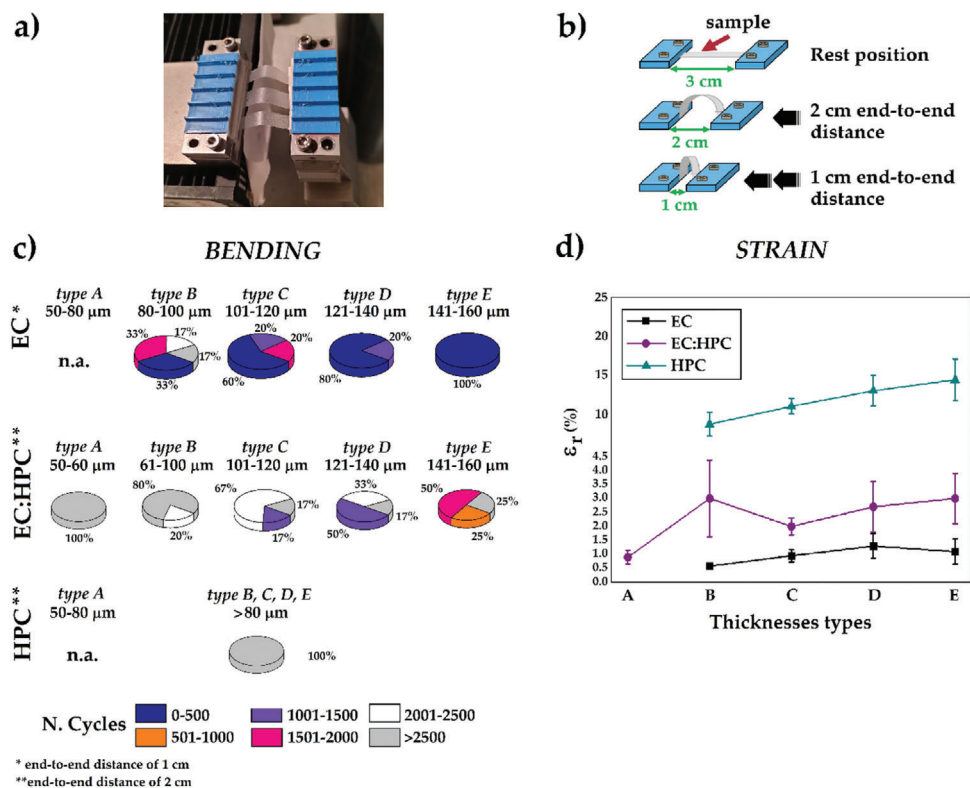 a)
b)
sample
Rest position
3 cm
2 cm end-to-end
distance
2 cm
1 cm end-to-end
distance
1 cm
c)
BENDING
EC*
type A
50-80 µm
n.a.
type B
80-100 µm
33%
17%
17%
33%
type C
101-120 µm
20%
20%
60%
type D
121-140 µm
20%
80%
type E
141-160 µm
100%
EC:HPC**
type A
50-60 µm
100%
type B
61-100 µm
80%
20%
type C
101-120 µm
67%
17%
17%
type D
121-140 µm
33%
17%
50%
type E
141-160 µm
50%
25%
25%
HPC**
type A
50-80 µm
n.a.
type B, C, D, E
>80 µm
100%
N. Cycles
0-500
1001-1500
2001-2500
501-1000
1501-2000
>2500
* end-to-end distance of 1 cm
**end-to-end distance of 2 cm
d)
STRAIN
25
20
15
10
4.5
4.0
3.0
2.5
2.0
1.5
1.0
0.5
0.0
εr (%)
EC
EC:HPC
HPC
A
B
C
D
E
Thicknesses types